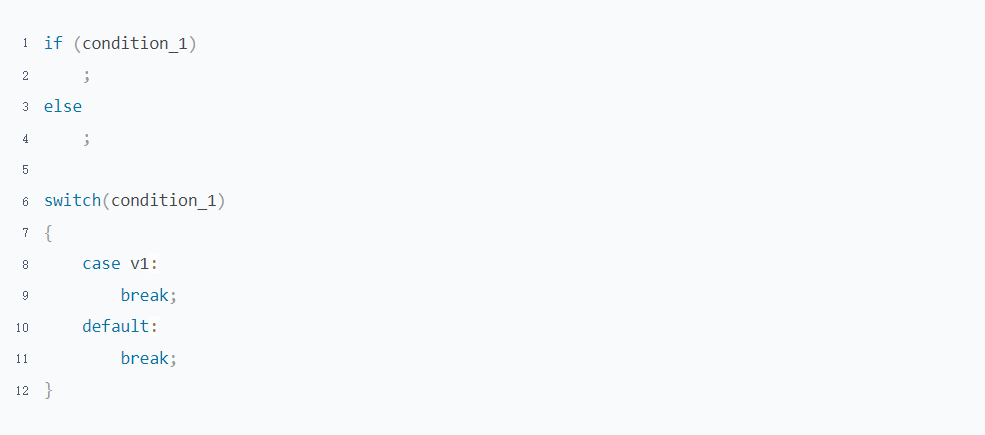 1 if (condition_1)
2     ;
3 else
4     ;
5
6 switch(condition_1)
7 {
8     case v1:
9         break;
10     default:
11         break;
12 }